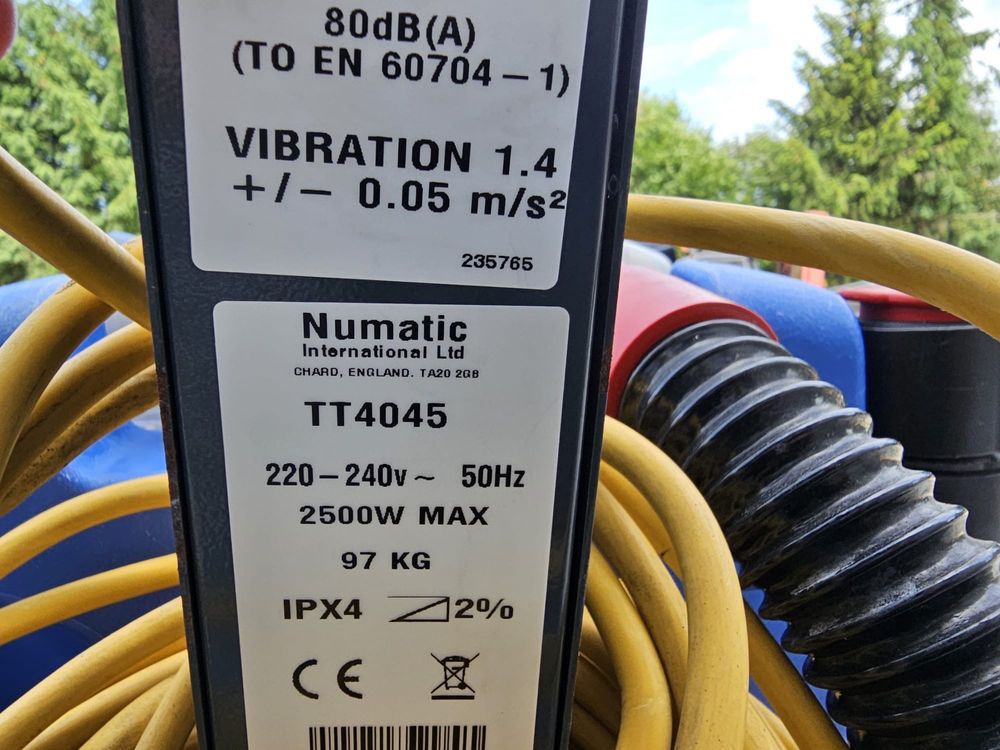 80dB(A)
(TO EN 60704 – 1)
VIBRATION 1.4
+/– 0.05 m/s²
235765
Numatic
International Ltd
CHARD, ENGLAND. TA20 2GB
TT4045
220–240v ~ 50Hz
2500W MAX
97 KG
IPX4 2%
CE